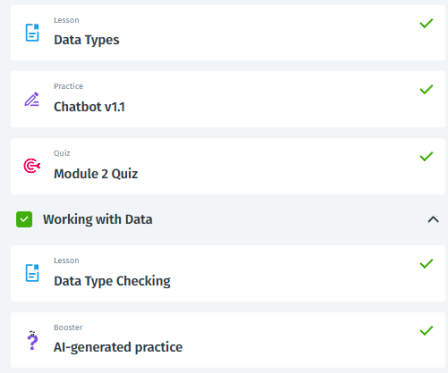 Lesson
Data Types
Practice
Chatbot v1.1
Quiz
Module 2 Quiz
Working with Data
Lesson
Data Type Checking
Booster
AI-generated practice